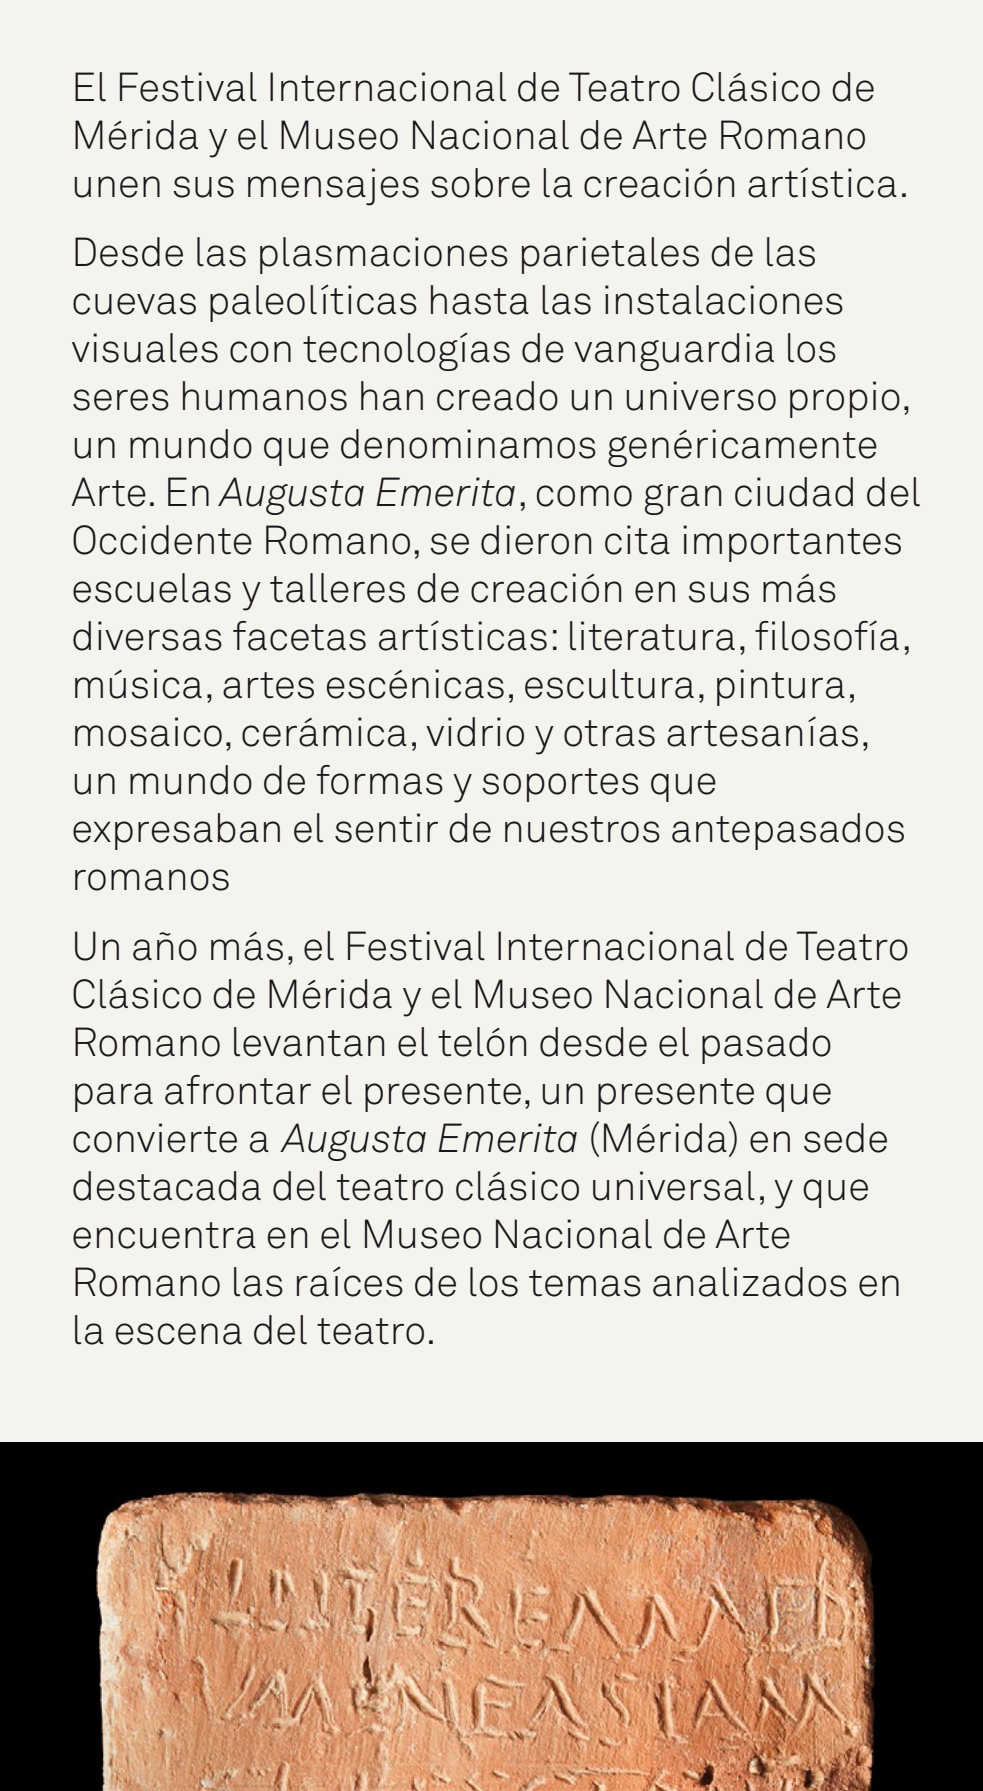 El Festival Internacional de Teatro Clásico de
Mérida y el Museo Nacional de Arte Romano
unen sus mensajes sobre la creación artística.
Desde las plasmaciones parietales de las
cuevas paleolíticas hasta las instalaciones
visuales con tecnologías de vanguardia los
seres humanos han creado un universo propio,
un mundo que denominamos genéricamente
Arte. En Augusta Emerita, como gran ciudad del
Occidente Romano, se dieron cita importantes
escuelas y talleres de creación en sus más
diversas facetas artísticas: literatura, filosofía,
música, artes escénicas, escultura, pintura,
mosaico, cerámica, vidrio y otras artesanías,
un mundo de formas y soportes que
expresaban el sentir de nuestros antepasados
romanos
Un año más, el Festival Internacional de Teatro
Clásico de Mérida y el Museo Nacional de Arte
Romano levantan el telón desde el pasado
para afrontar el presente, un presente que
convierte a Augusta Emerita (Mérida) en sede
destacada del teatro clásico universal, y que
encuentra en el Museo Nacional de Arte
Romano las raíces de los temas analizados en
la escena del teatro.